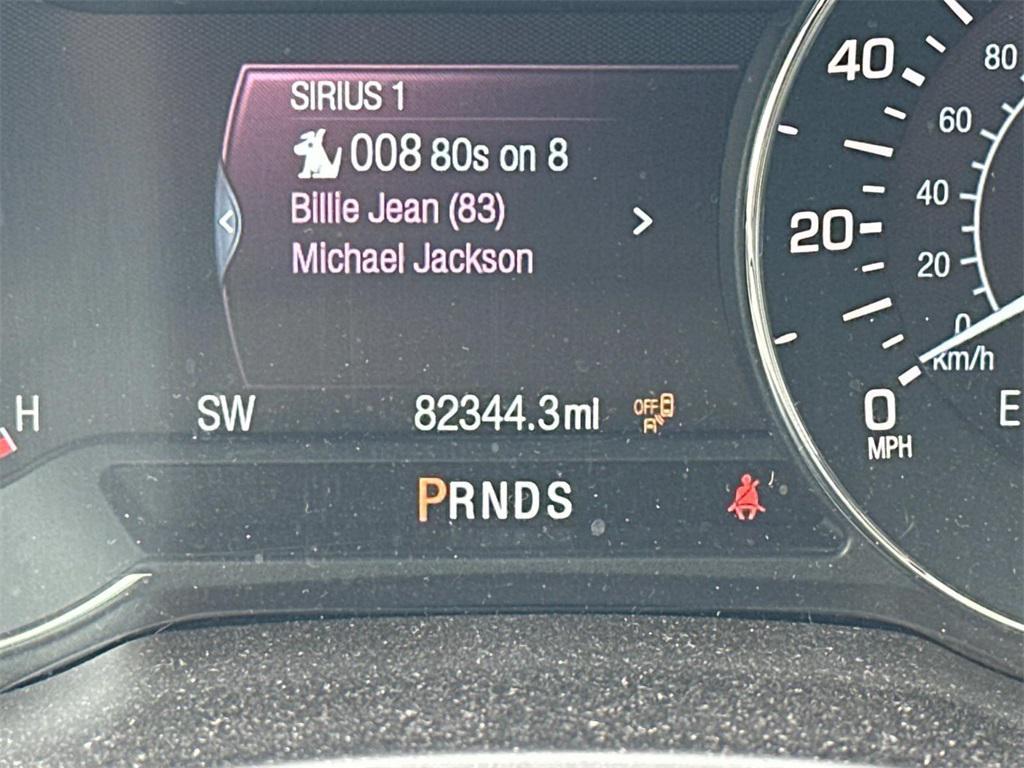 SIRIUS 1
008 80s on 8
Billie Jean (83)
Michael Jackson
H
SW
82344.3mi
OFF
PRNDS
40
20
0
MPH
80
60
40
20
0
km/h
E